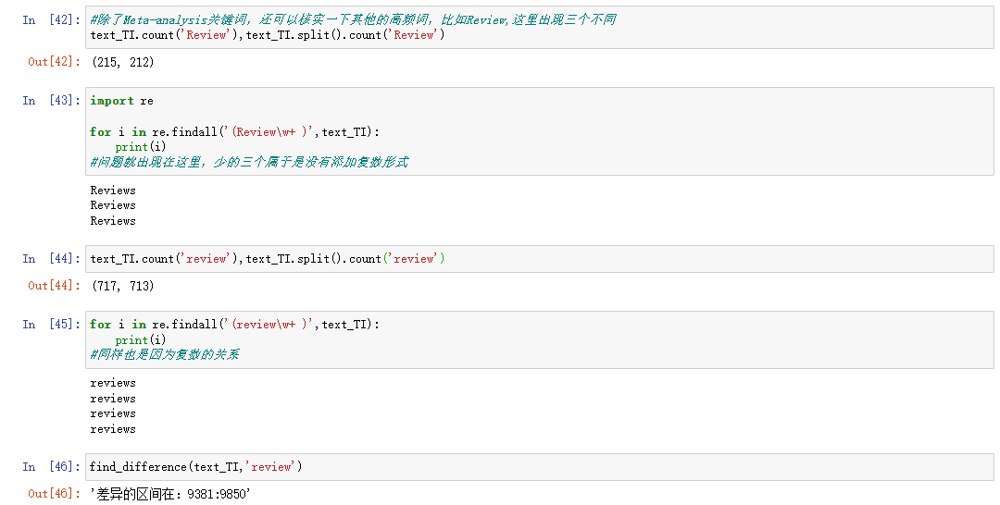 In [42]: #除了Meta-analysis关键词，还可以核实一下其他的高频词，比如Review,这里出现三个不同
text_TI.count('Review'),text_TI.split().count('Review')
Out[42]: (215, 212)
In [43]: import re
for i in re.findall('(Review\w+ )',text_TI):
    print(i)
#问题就出现在这里，少的三个属于是没有添加复数形式
Reviews
Reviews
Reviews
In [44]: text_TI.count('review'),text_TI.split().count('review')
Out[44]: (717, 713)
In [45]: for i in re.findall('(review\w+ )',text_TI):
    print(i)
#同样也是因为复数的关系
reviews
reviews
reviews
reviews
In [46]: find_difference(text_TI,'review')
Out[46]: '差异的区间在：9381:9850'